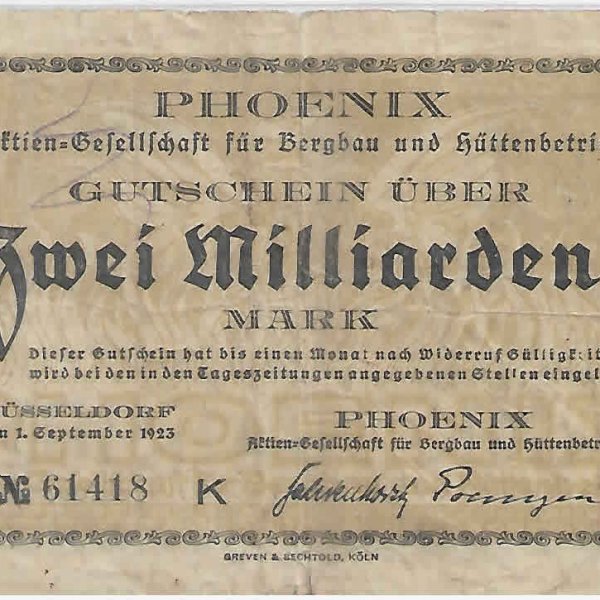 PHOENIX
ktien=Gesellschaft für Bergbau und Hüttenbetri
GUTSCHEIN ÜBER
Zwei Milliarden
MARK
Dieser Gutschein hat bis einen Monat nach Widerruf Gültigkeit
wird bei den in den Tageszeitungen angegebenen Stellen eingel
ÜSSELDORF
n 1. September 1923
PHOENIX
Aktien=Gesellschaft für Bergbau und Hüttenbetri
№ 61418 K
GREVEN & BECHTOLD, KÖLN